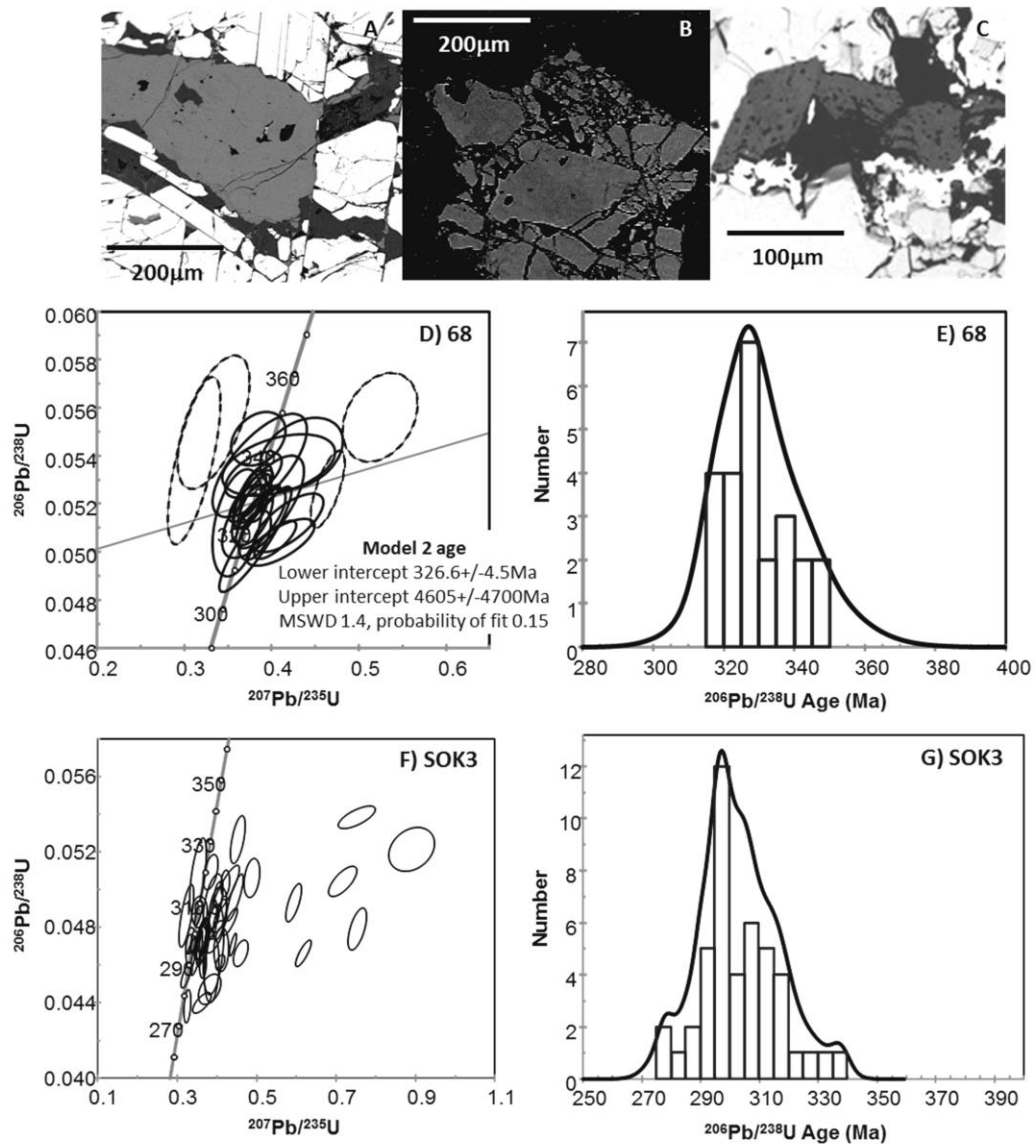 A
200µm
200µm
B
C
100µm
D) 68
0.060
0.058
0.056
0.054
0.052
0.050
0.048
0.046
0.2
0.3
0.4
0.5
0.6
360
340
320
300
Model 2 age
Lower intercept 326.6+/-4.5Ma
Upper intercept 4605+/-4700Ma
MSWD 1.4, probability of fit 0.15
²⁰⁶Pb/²³⁸U
²⁰⁷Pb/²³⁵U
E) 68
7
6
5
4
3
2
1
0
280
300
320
340
360
380
400
Number
²⁰⁶Pb/²³⁸U Age (Ma)
F) SOK3
0.056
0.052
0.048
0.044
0.040
0.1
0.3
0.5
0.7
0.9
1.1
350
330
310
290
270
²⁰⁶Pb/²³⁸U
²⁰⁷Pb/²³⁵U
G) SOK3
12
10
8
6
4
2
0
250
270
290
310
330
350
370
390
Number
²⁰⁶Pb/²³⁸U Age (Ma)